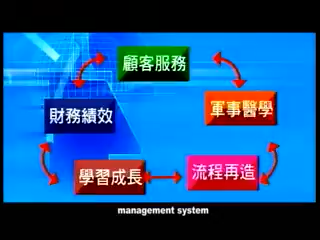 顧客服務
財務績效
軍事醫學
學習成長
流程再造
management system